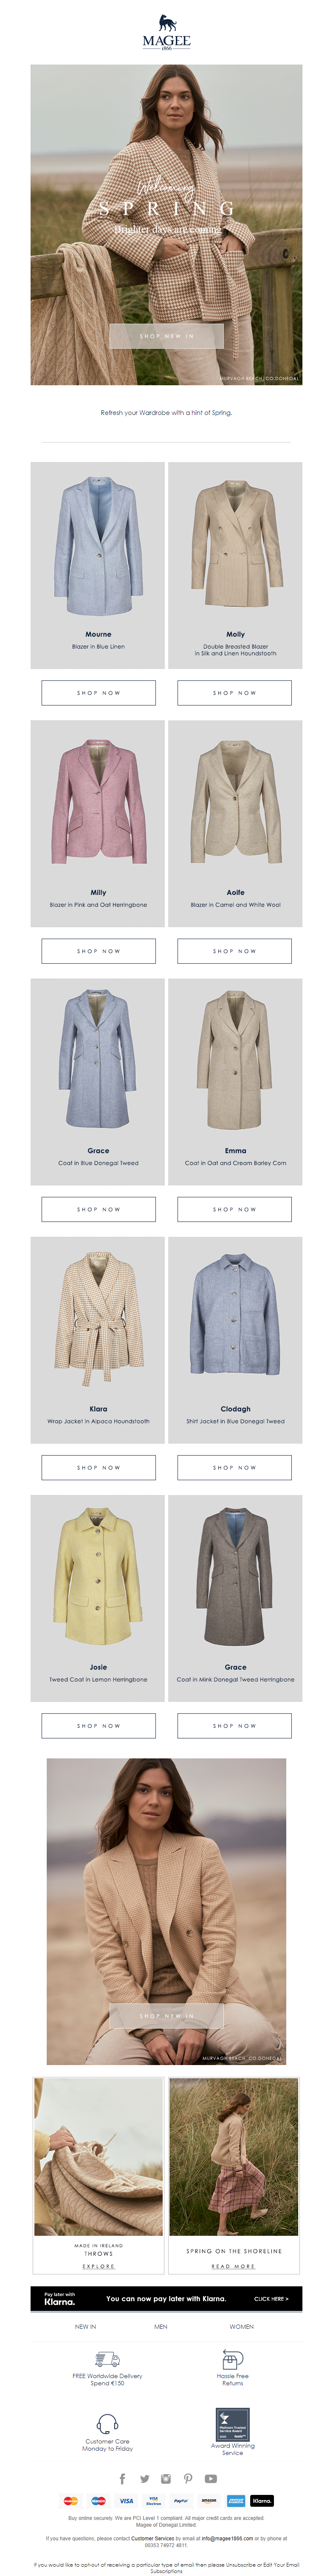 MAGEE
1866
Welcoming
SPRING
Brighter days are coming
SHOP NEW IN
MURVAGH BEACH, CO.DONEGAL
Refresh your Wardrobe with a hint of Spring.
Mourne
Blazer in Blue Linen
SHOP NOW
Molly
Double Breasted Blazer
in Silk and Linen Houndstooth
SHOP NOW
Milly
Blazer in Pink and Oat Herringbone
SHOP NOW
Aoife
Blazer in Camel and White Wool
SHOP NOW
Grace
Coat in Blue Donegal Tweed
SHOP NOW
Emma
Coat in Oat and Cream Barley Corn
SHOP NOW
Klara
Wrap Jacket in Alpaca Houndstooth
SHOP NOW
Clodagh
Shirt Jacket in Blue Donegal Tweed
SHOP NOW
Josie
Tweed Coat in Lemon Herringbone
SHOP NOW
Grace
Coat in Mink Donegal Tweed Herringbone
SHOP NOW
SHOP NEW IN
MURVAGH BEACH, CO.DONEGAL
MADE IN IRELAND
THROWS
EXPLORE
SPRING ON THE SHORELINE
READ MORE
Pay later with
Klarna.
You can now pay later with Klarna.
CLICK HERE >
NEW IN
MEN
WOMEN
FREE Worldwide Delivery
Spend €150
Hassle Free
Returns
Customer Care
Monday to Friday
Award Winning
Service
VISA
PayPal
amazon
Klarna.
Buy online securely. We are PCI Level 1 compliant. All major credit cards are accepted
Magee of Donegal Limited.
If you have questions, please contact Customer Services by email at info@magee1866.com or by phone at
00353 74972 4811.
If you would like to opt-out of receiving a particular type of email then please Unsubscribe or Edit Your Email
Subscriptions